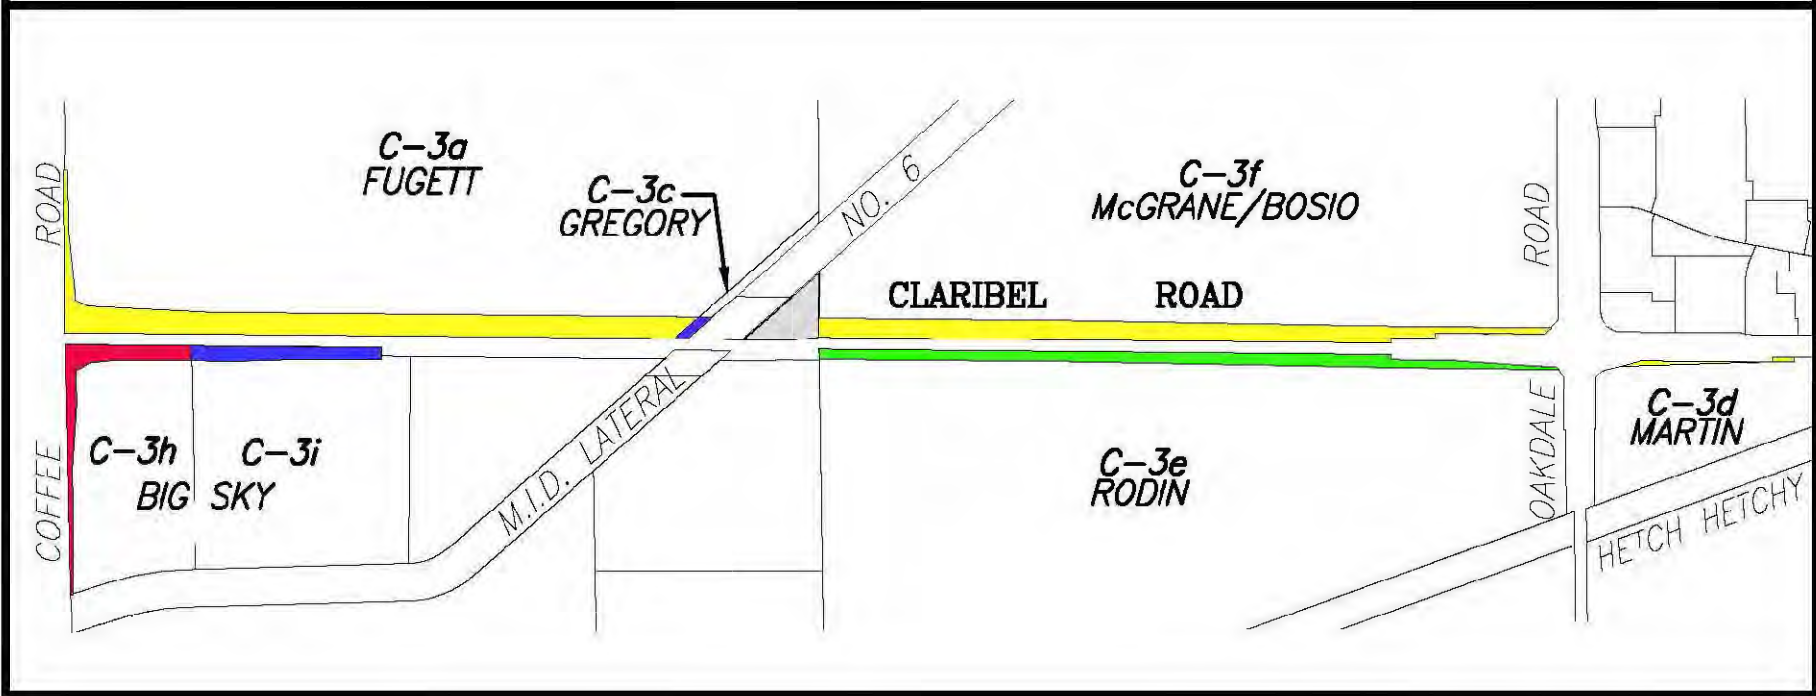 C-3a
FUGETT
C-3c
GREGORY
C-3f
McGRANE/BOSIO
ROAD
NO. 6
ROAD
CLARIBEL ROAD
C-3h
C-3i
BIG SKY
COFFEE
M.I.D. LATERAL
C-3e
RODIN
OAKDALE
C-3d
MARTIN
HETCH HETCHY